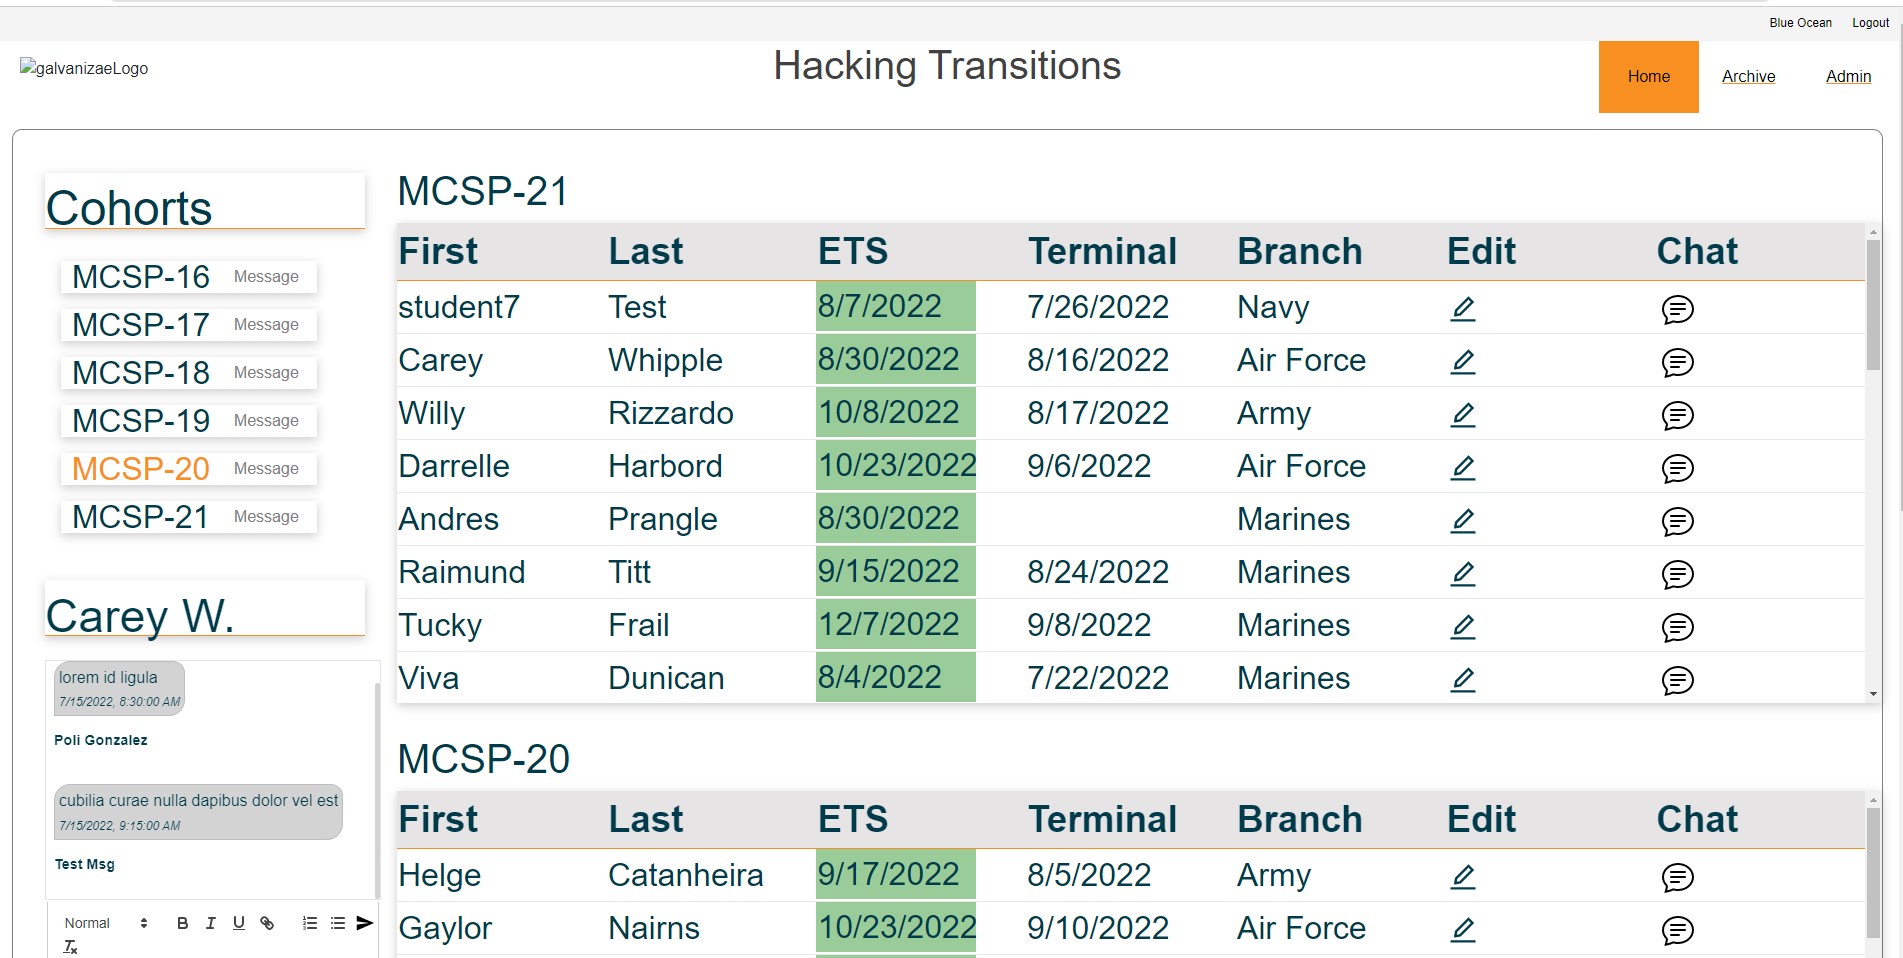 Blue Ocean Logout
galvanizaeLogo
Hacking Transitions
Home Archive Admin
Cohorts
MCSP-16 Message
MCSP-17 Message
MCSP-18 Message
MCSP-19 Message
MCSP-20 Message
MCSP-21 Message
Carey W.
lorem id ligula
7/15/2022, 8:30:00 AM
Poli Gonzalez
cubilia curae nulla dapibus dolor vel est
7/15/2022, 9:15:00 AM
Test Msg
Normal B I U
MCSP-21
First Last ETS Terminal Branch Edit Chat
student7 Test 8/7/2022 7/26/2022 Navy
Carey Whipple 8/30/2022 8/16/2022 Air Force
Willy Rizzardo 10/8/2022 8/17/2022 Army
Darrelle Harbord 10/23/2022 9/6/2022 Air Force
Andres Prangle 8/30/2022 Marines
Raimund Titt 9/15/2022 8/24/2022 Marines
Tucky Frail 12/7/2022 9/8/2022 Marines
Viva Dunican 8/4/2022 7/22/2022 Marines
MCSP-20
First Last ETS Terminal Branch Edit Chat
Helge Catanheira 9/17/2022 8/5/2022 Army
Gaylor Nairns 10/23/2022 9/10/2022 Air Force